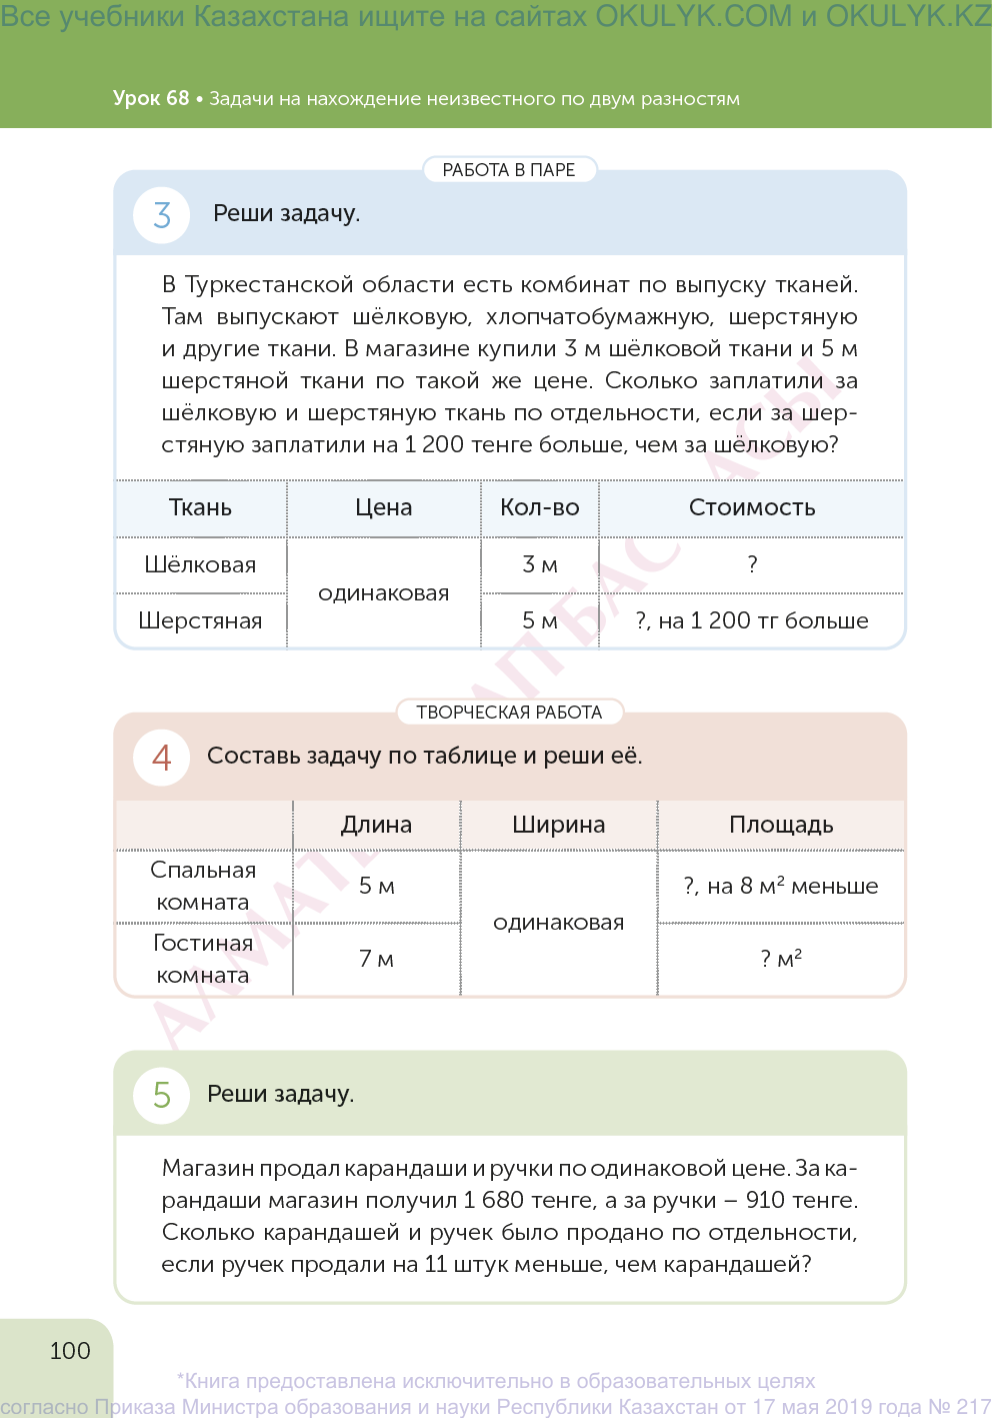 Все учебники Казахстана ищите на сайтах OKULYK.COM и OKULYK.KZ
Урок 68 • Задачи на нахождение неизвестного по двум разностям
РАБОТА В ПАРЕ
3 Реши задачу.
В Туркестанской области есть комбинат по выпуску тканей.
Там выпускают шёлковую, хлопчатобумажную, шерстяную
и другие ткани. В магазине купили 3 м шёлковой ткани и 5 м
шерстяной ткани по такой же цене. Сколько заплатили за
шёлковую и шерстяную ткань по отдельности, если за шер-
стяную заплатили на 1 200 тенге больше, чем за шёлковую?
Ткань Цена Кол-во Стоимость
Шёлковая 3 м ?
одинаковая
Шерстяная 5 м ?, на 1 200 тг больше
ТВОРЧЕСКАЯ РАБОТА
4 Составь задачу по таблице и реши её.
Длина Ширина Площадь
Спальная
комната
5 м ?, на 8 м² меньше
одинаковая
Гостиная
комната
7 м ? м²
5 Реши задачу.
Магазин продал карандаши и ручки по одинаковой цене. За ка-
рандаши магазин получил 1 680 тенге, а за ручки – 910 тенге.
Сколько карандашей и ручек было продано по отдельности,
если ручек продали на 11 штук меньше, чем карандашей?
100
*Книга предоставлена исключительно в образовательных целях
согласно Приказа Министра образования и науки Республики Казахстан от 17 мая 2019 года № 217